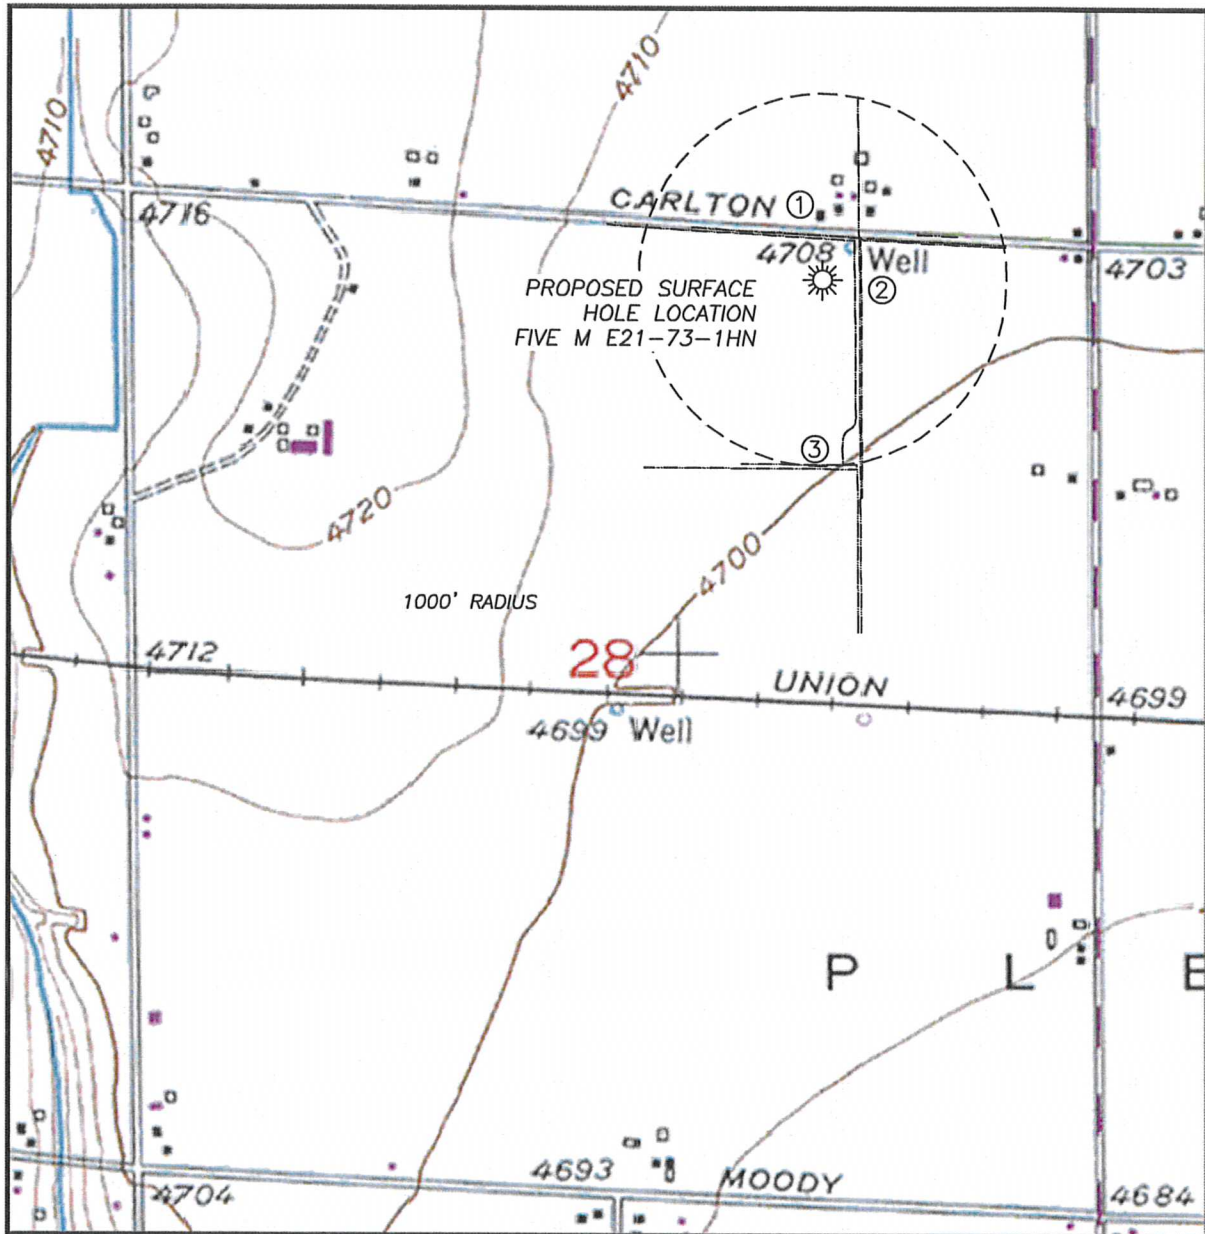 4710
4710
CARLTON
①
4716
4708
Well
4703
PROPOSED SURFACE
HOLE LOCATION
FIVE M E21-73-1HN
②
③
4720
4700
1000' RADIUS
4712
28
UNION
4699
4699 Well
P L E
4693
MOODY
4704
4684